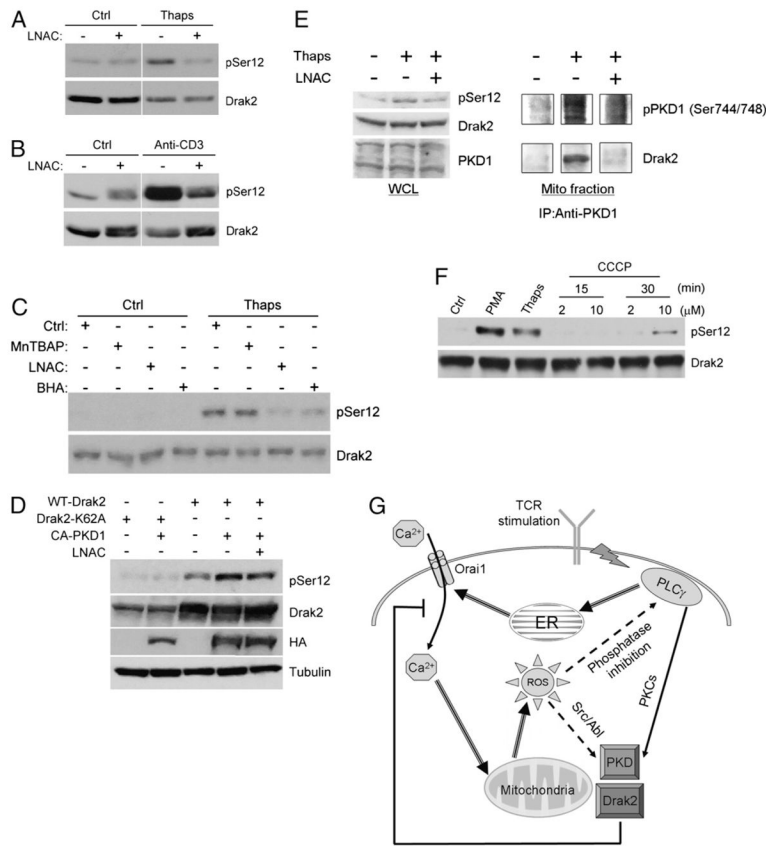 A
Ctrl Thaps
LNAC: - + - +
pSer12
Drak2
B
Ctrl Anti-CD3
LNAC: - + - +
pSer12
Drak2
C
Ctrl Thaps
Ctrl: + - - - + - - -
MnTBAP: - + - - - + - -
LNAC: - - + - - - + -
BHA: - - - + - - - +
pSer12
Drak2
D
WT-Drak2 - - + + +
Drak2-K62A + + - - -
CA-PKD1 - + - + +
LNAC - - - - +
pSer12
Drak2
HA
Tubulin
E
Thaps - + + - + +
LNAC - - + - - +
pSer12
Drak2
PKD1
WCL
pPKD1 (Ser744/748)
Drak2
Mito fraction
IP:Anti-PKD1
F
CCCP
Ctrl PMA Thaps 15 30 (min)
2 10 2 10 (μM)
pSer12
Drak2
G
TCR
stimulation
Ca2+
Orai1
PLCγ
ER
Ca2+
ROS
Phosphatase
inhibition
PKCs
Src/Abl
PKD
Mitochondria
Drak2